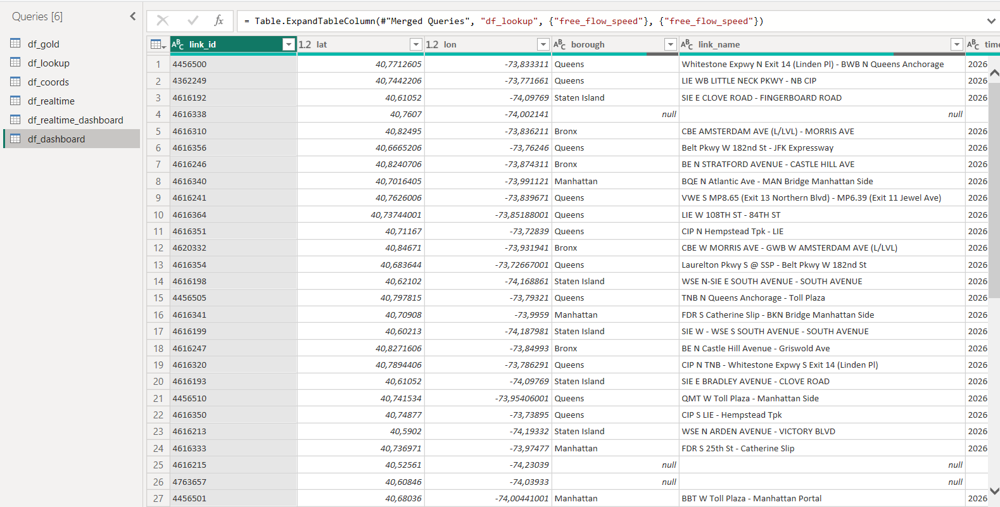 Queries [6]
df_gold
df_lookup
df_coords
df_realtime
df_realtime_dashboard
df_dashboard
fx
= Table.ExpandTableColumn(#"Merged Queries", "df_lookup", {"free_flow_speed"}, {"free_flow_speed"})
ABC link_id 1.2 lat 1.2 lon ABC borough ABC link_name ABC time
1 4456500 40,7712605 -73,833311 Queens Whitestone Expwy N Exit 14 (Linden Pl) - BWB N Queens Anchorage 2026
2 4362249 40,7442206 -73,771661 Queens LIE WB LITTLE NECK PKWY - NB CIP 2026
3 4616192 40,61052 -74,09769 Staten Island SIE E CLOVE ROAD - FINGERBOARD ROAD 2026
4 4616338 40,7607 -74,002141 null null
5 4616310 40,82495 -73,836211 Bronx CBE AMSTERDAM AVE (L/LVL) - MORRIS AVE 2026
6 4616356 40,6665206 -73,76246 Queens Belt Pkwy W 182nd St - JFK Expressway 2026
7 4616246 40,8240706 -73,874311 Bronx BE N STRATFORD AVENUE - CASTLE HILL AVE 2026
8 4616340 40,7016405 -73,991121 Manhattan BQE N Atlantic Ave - MAN Bridge Manhattan Side 2026
9 4616241 40,7626006 -73,839671 Queens VWE S MP8.65 (Exit 13 Northern Blvd) - MP6.39 (Exit 11 Jewel Ave) 2026
10 4616364 40,73744001 -73,85188001 Queens LIE W 108TH ST - 84TH ST 2026
11 4616351 40,71167 -73,72839 Queens CIP N Hempstead Tpk - LIE 2026
12 4620332 40,84671 -73,931941 Bronx CBE W MORRIS AVE - GWB W AMSTERDAM AVE (L/LVL) 2026
13 4616354 40,683644 -73,72667001 Queens Laurelton Pkwy S @ SSP - Belt Pkwy W 182nd St 2026
14 4616198 40,62102 -74,168861 Staten Island WSE N-SIE E SOUTH AVENUE - SOUTH AVENUE 2026
15 4456505 40,797815 -73,79321 Queens TNB N Queens Anchorage - Toll Plaza 2026
16 4616341 40,70908 -73,9959 Manhattan FDR S Catherine Slip - BKN Bridge Manhattan Side 2026
17 4616199 40,60213 -74,187981 Staten Island SIE W - WSE S SOUTH AVENUE - SOUTH AVENUE 2026
18 4616247 40,8271606 -73,84993 Bronx BE N Castle Hill Avenue - Griswold Ave 2026
19 4616320 40,7894406 -73,786291 Queens CIP N TNB - Whitestone Expwy S Exit 14 (Linden Pl) 2026
20 4616193 40,61052 -74,09769 Staten Island SIE E BRADLEY AVENUE - CLOVE ROAD 2026
21 4456510 40,741534 -73,95406001 Queens QMT W Toll Plaza - Manhattan Side 2026
22 4616350 40,74877 -73,73895 Queens CIP S LIE - Hempstead Tpk 2026
23 4616213 40,5902 -74,19332 Staten Island WSE N ARDEN AVENUE - VICTORY BLVD 2026
24 4616333 40,736971 -73,97477 Manhattan FDR S 25th St - Catherine Slip 2026
25 4616215 40,52561 -74,23039 null null
26 4763657 40,60846 -74,03933 null null
27 4456501 40,68036 -74,00441001 Manhattan BBT W Toll Plaza - Manhattan Portal 2026